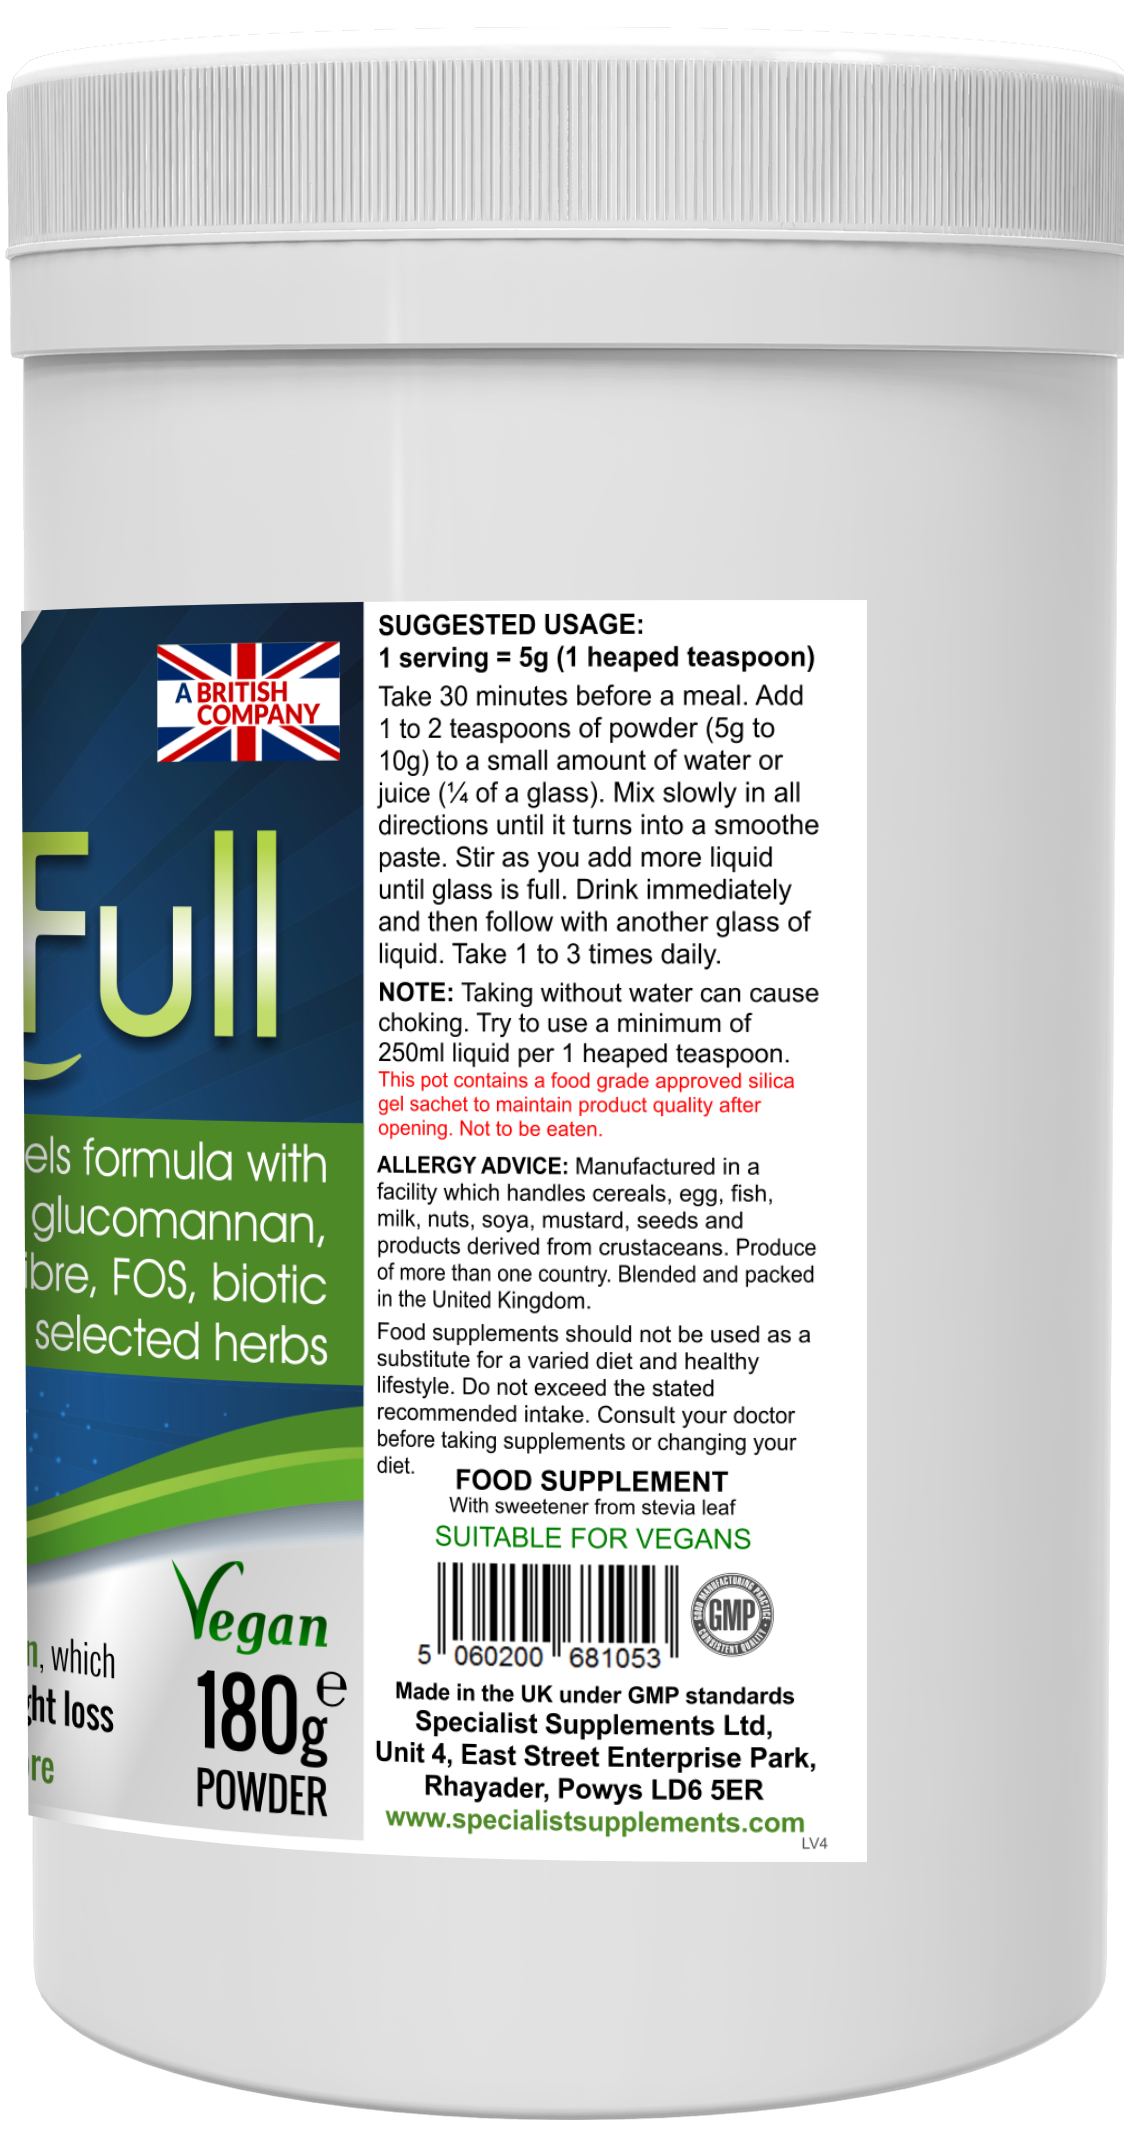 A BRITISH
COMPANY
Full
formula with
glucomannan,
FOS, biotic
selected herbs
Vegan
which
loss
180g℮
POWDER
SUGGESTED USAGE:
1 serving = 5g (1 heaped teaspoon)
Take 30 minutes before a meal. Add
1 to 2 teaspoons of powder (5g to
10g) to a small amount of water or
juice (¼ of a glass). Mix slowly in all
directions until it turns into a smoothe
paste. Stir as you add more liquid
until glass is full. Drink immediately
and then follow with another glass of
liquid. Take 1 to 3 times daily.
NOTE: Taking without water can cause
choking. Try to use a minimum of
250ml liquid per 1 heaped teaspoon.
This pot contains a food grade approved silica
gel sachet to maintain product quality after
opening. Not to be eaten.
ALLERGY ADVICE: Manufactured in a
facility which handles cereals, egg, fish,
milk, nuts, soya, mustard, seeds and
products derived from crustaceans. Produce
of more than one country. Blended and packed
in the United Kingdom.
Food supplements should not be used as a
substitute for a varied diet and healthy
lifestyle. Do not exceed the stated
recommended intake. Consult your doctor
before taking supplements or changing your
diet.
FOOD SUPPLEMENT
With sweetener from stevia leaf
SUITABLE FOR VEGANS
5 060200 681053
GOOD MANUFACTURING PRACTICE
GMP
CONSISTENT QUALITY
Made in the UK under GMP standards
Specialist Supplements Ltd,
Unit 4, East Street Enterprise Park,
Rhayader, Powys LD6 5ER
www.specialistsupplements.com
LV4